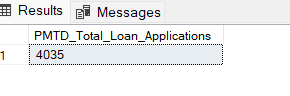 Results Messages
PMTD_Total_Loan_Applications
1 4035